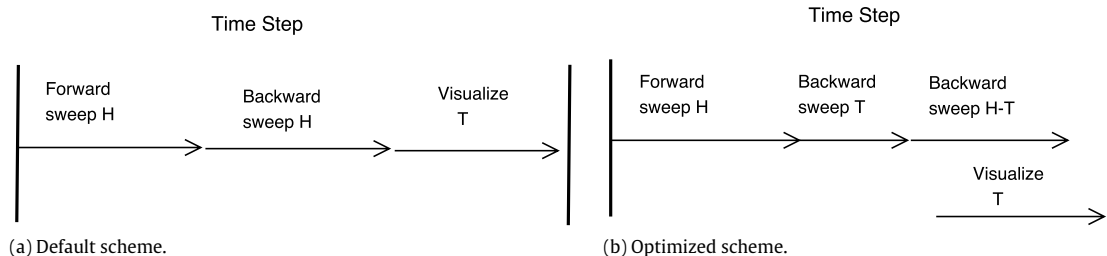 Time Step
Forward
sweep H
Backward
sweep H
Visualize
T
(a) Default scheme.
Time Step
Forward
sweep H
Backward
sweep T
Backward
sweep H-T
Visualize
T
(b) Optimized scheme.